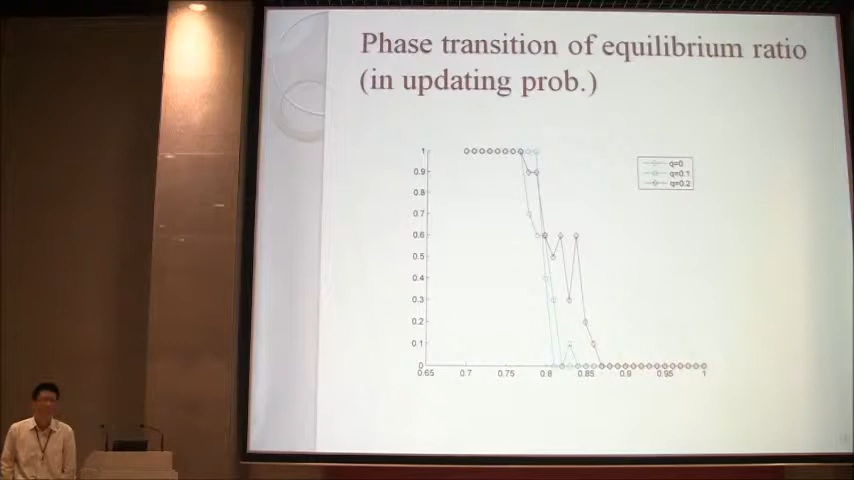 Phase transition of equilibrium ratio
(in updating prob.)
1
0.9
0.8
0.7
0.6
0.5
0.4
0.3
0.2
0.1
0
0.65 0.7 0.75 0.8 0.85 0.9 0.95 1
q=0
q=0.1
q=0.2